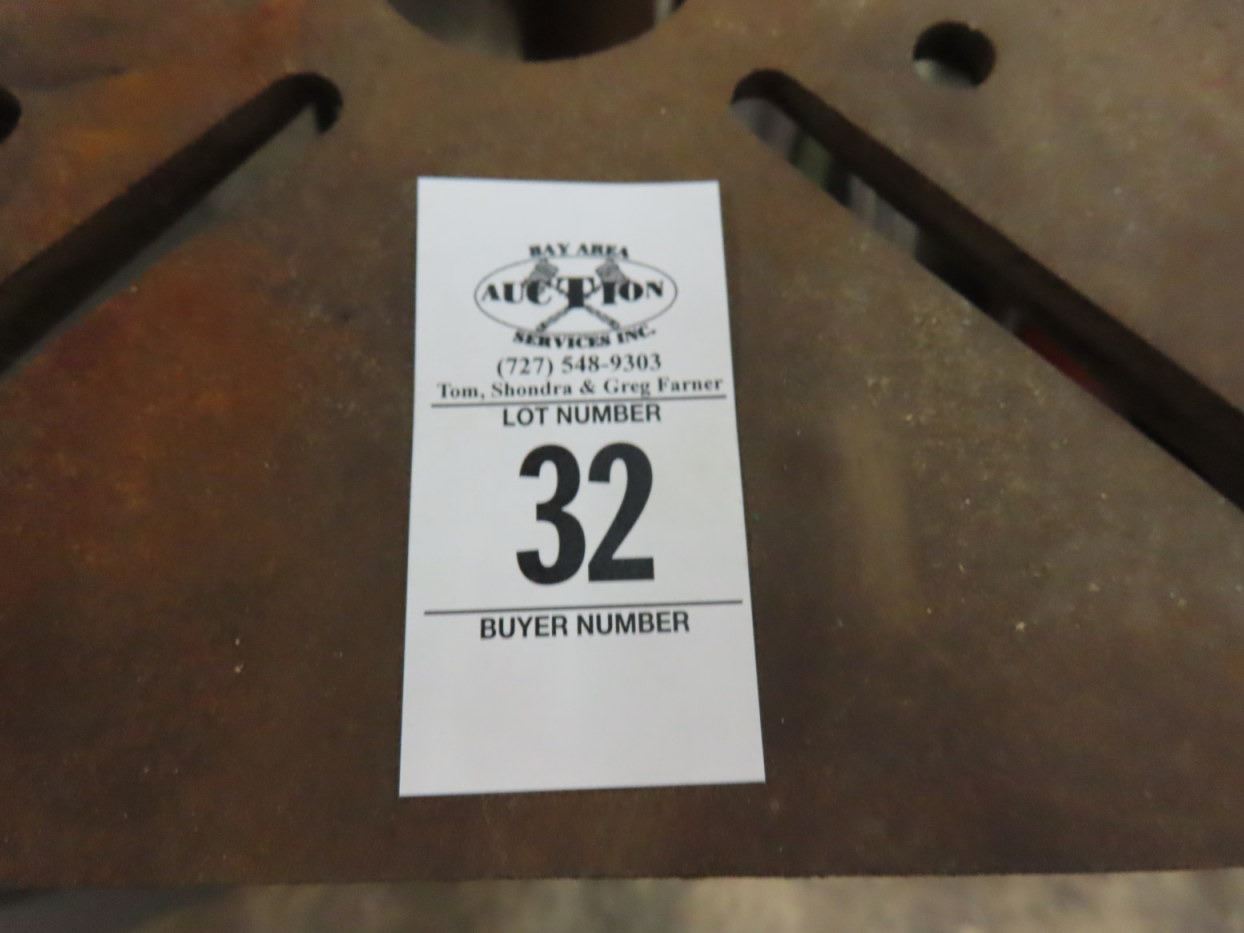 BAY AREA
AUCTION
SERVICES INC.
(727) 548-9303
Tom, Shondra & Greg Farner
LOT NUMBER
32
BUYER NUMBER